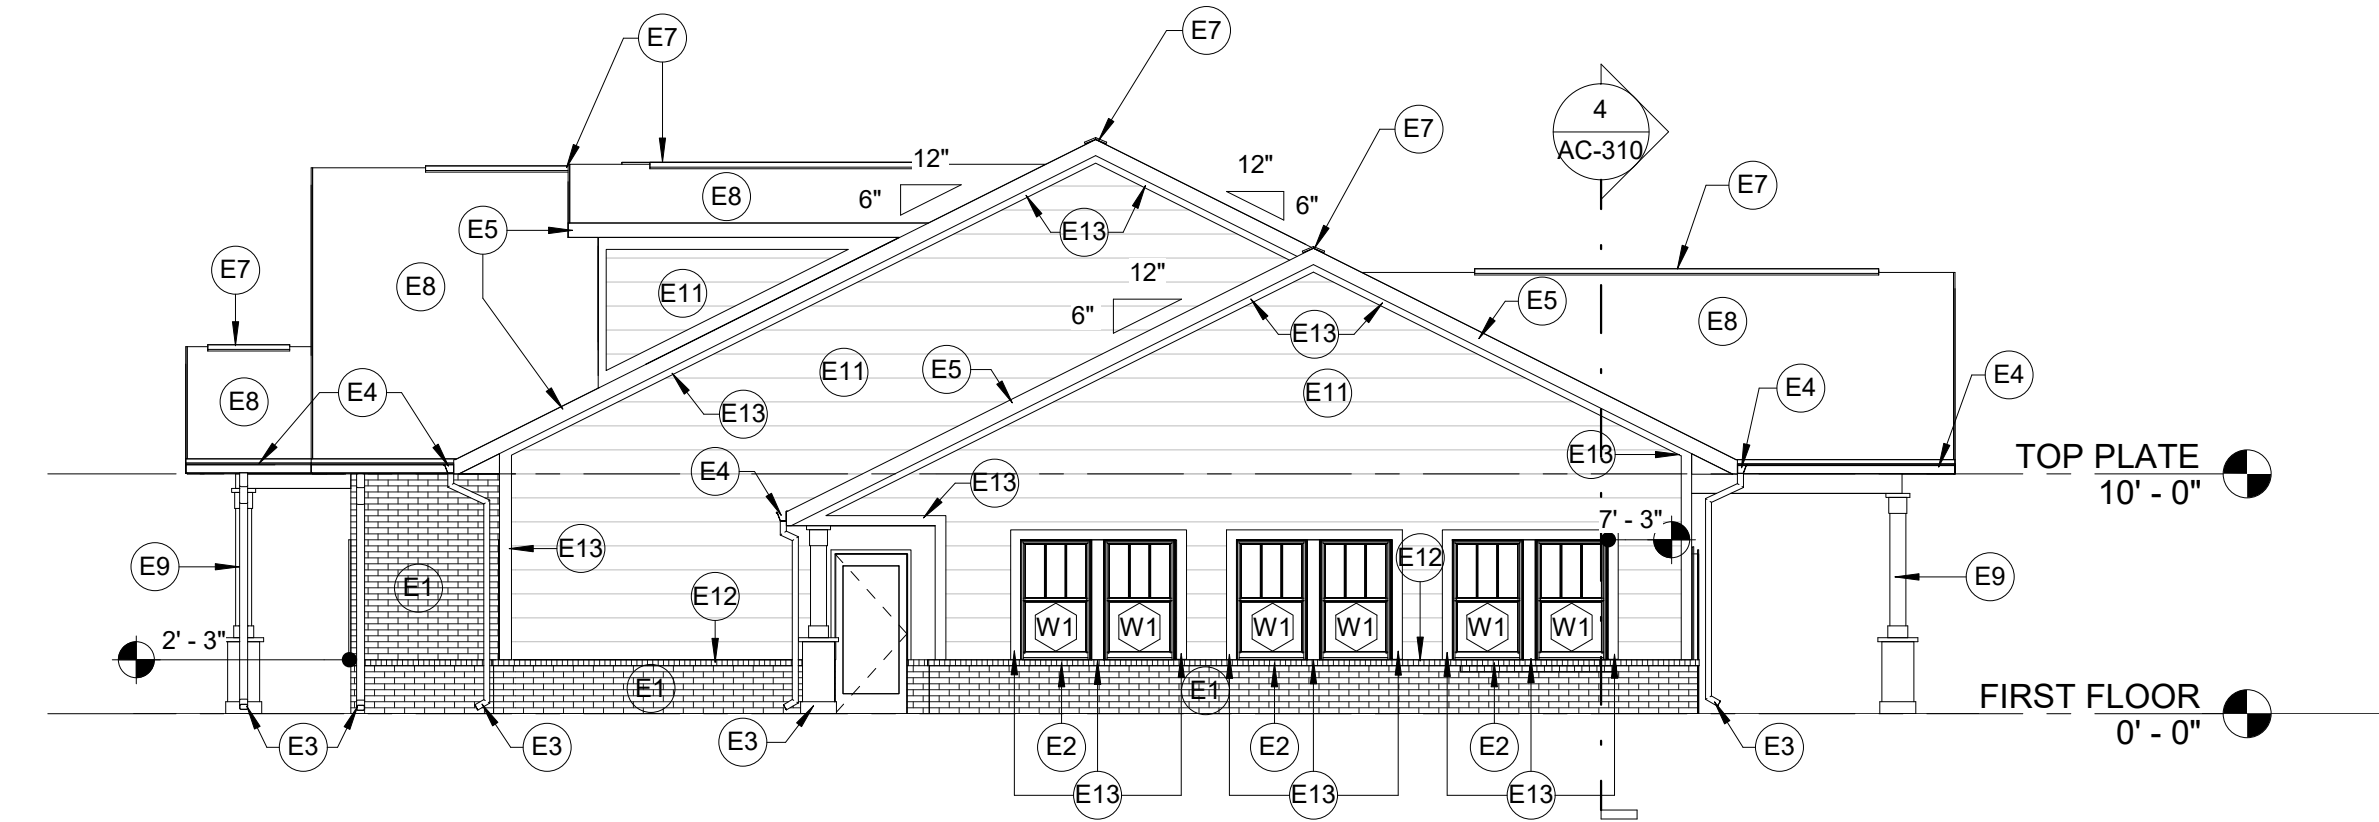 E7
E7
E7
4
AC-310
12"
12"
E7
E8
6"
6"
E5
E13
E7
E7
E8
E11
12"
6"
E5
E8
E13
E11
E5
E11
E4
E4
E4
E8
E13
E13
TOP PLATE
10' - 0"
E4
E13
7' - 3"
E13
E12
E9
E9
E1
E12
W1
W1
W1
W1
W1
W1
2' - 3"
E1
E1
FIRST FLOOR
0' - 0"
E3
E3
E3
E2
E2
E2
E3
E13
E13
E13